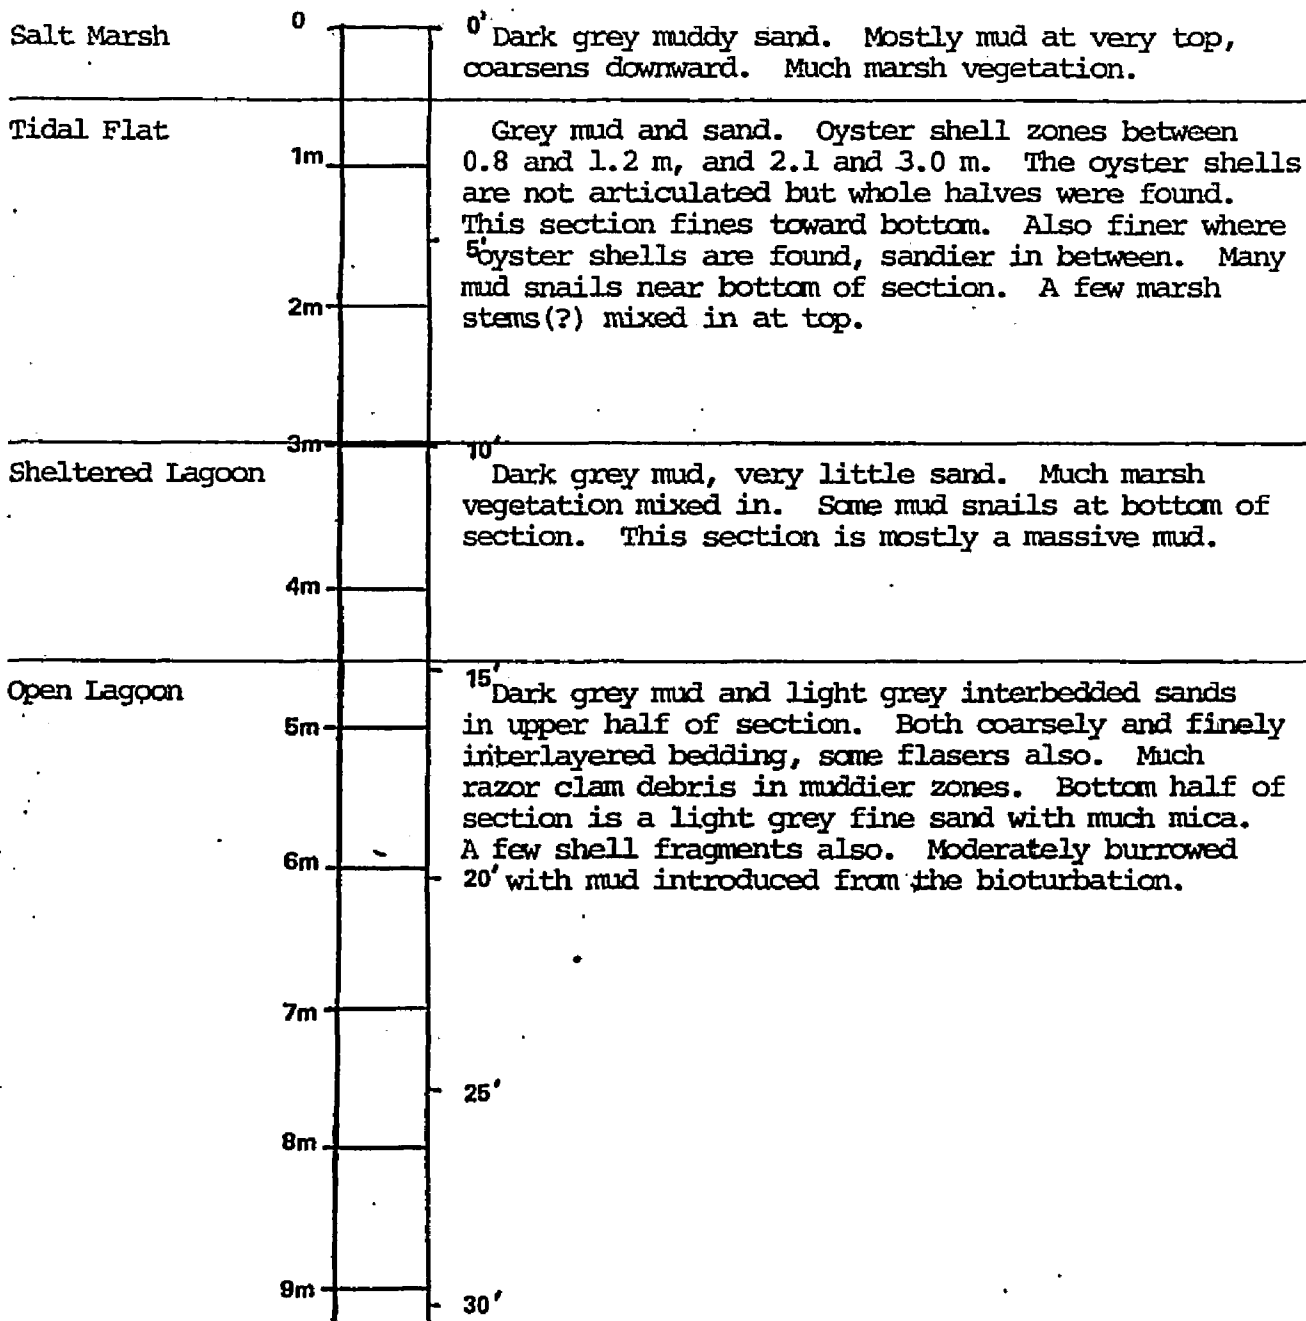 Salt Marsh
0
0'
Dark grey muddy sand. Mostly mud at very top,
coarsens downward. Much marsh vegetation.
Tidal Flat
1m
Grey mud and sand. Oyster shell zones between
0.8 and 1.2 m, and 2.1 and 3.0 m. The oyster shells
are not articulated but whole halves were found.
This section fines toward bottom. Also finer where
5'
oyster shells are found, sandier in between. Many
mud snails near bottom of section. A few marsh
2m
stems(?) mixed in at top.
3m
10'
Sheltered Lagoon
Dark grey mud, very little sand. Much marsh
vegetation mixed in. Some mud snails at bottom of
section. This section is mostly a massive mud.
4m
Open Lagoon
15'
Dark grey mud and light grey interbedded sands
5m
in upper half of section. Both coarsely and finely
interlayered bedding, some flasers also. Much
razor clam debris in muddier zones. Bottom half of
section is a light grey fine sand with much mica.
6m
A few shell fragments also. Moderately burrowed
20'
with mud introduced from the bioturbation.
7m
25'
8m
9m
30'